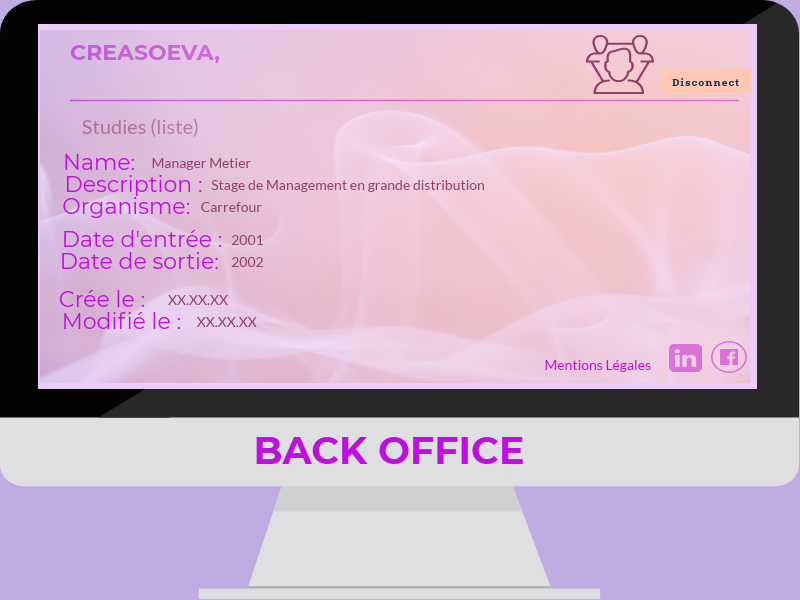 CREASOEVA,
Disconnect
Studies (liste)
Name: Manager Metier
Description : Stage de Management en grande distribution
Organisme: Carrefour
Date d'entrée : 2001
Date de sortie: 2002
Crée le : XX.XX.XX
Modifié le : XX.XX.XX
Mentions Légales in f
BACK OFFICE